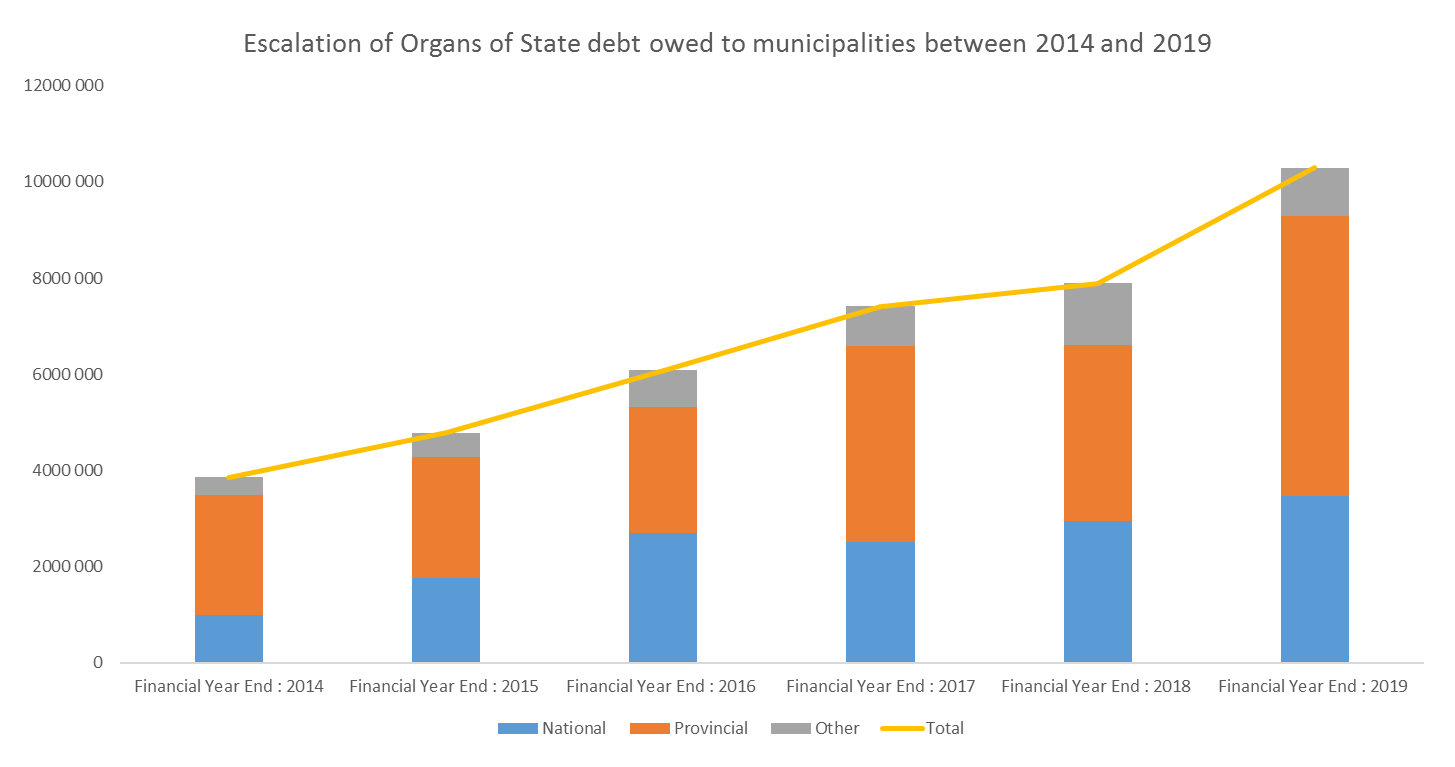 Escalation of Organs of State debt owed to municipalities between 2014 and 2019
12000 000
10000 000
8000 000
6000 000
4000 000
2000 000
0
Financial Year End : 2014 Financial Year End : 2015 Financial Year End : 2016 Financial Year End : 2017 Financial Year End : 2018 Financial Year End : 2019
National Provincial Other Total